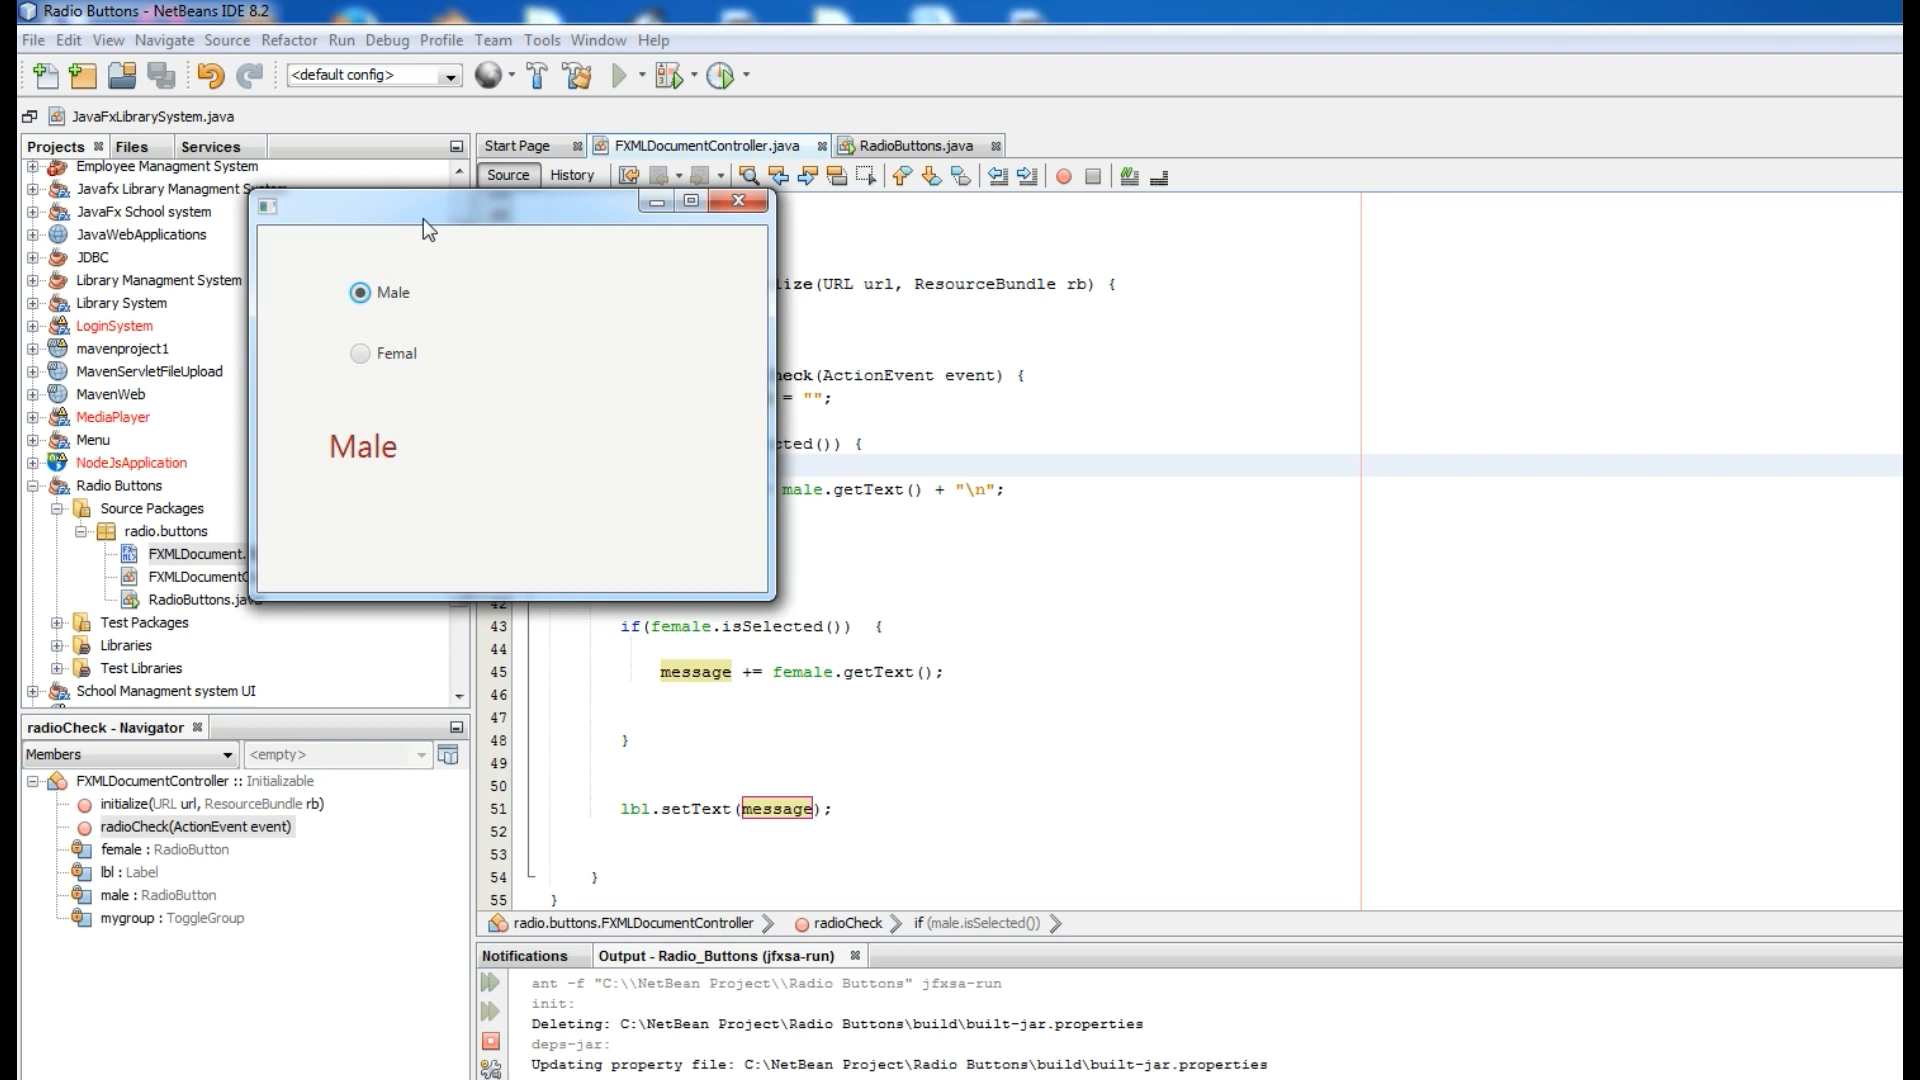 Radio Buttons - NetBeans IDE 8.2
File Edit View Navigate Source Refactor Run Debug Profile Team Tools Window Help
<default config>
JavaFxLibrarySystem.java
Projects Files Services
Start Page FXMLDocumentController.java RadioButtons.java
Source History
Employee Managment System
Javafx Library Managment System
JavaFx School system
JavaWebApplications
JDBC
Library Managment System
Library System
LoginSystem
mavenproject1
MavenServletFileUpload
MavenWeb
MediaPlayer
Menu
NodeJsApplication
Radio Buttons
Source Packages
radio.buttons
FXMLDocument.
FXMLDocumentC
RadioButtons.java
Test Packages
Libraries
Test Libraries
School Managment system UI
Male
Femal
Male
lize(URL url, ResourceBundle rb) {
heck(ActionEvent event) {
= "";
cted()) {
male.getText() + "\n";
42
43 if(female.isSelected()) {
44
45 message += female.getText();
46
47
48 }
49
50
51 lbl.setText(message);
52
53
54 }
55 }
radio.buttons.FXMLDocumentController radioCheck if (male.isSelected())
radioCheck - Navigator
Members <empty>
FXMLDocumentController :: Initializable
initialize(URL url, ResourceBundle rb)
radioCheck(ActionEvent event)
female : RadioButton
lbl : Label
male : RadioButton
mygroup : ToggleGroup
Notifications Output - Radio_Buttons (jfxsa-run)
ant -f "C:\\NetBean Project\\Radio Buttons" jfxsa-run
init:
Deleting: C:\NetBean Project\Radio Buttons\build\built-jar.properties
deps-jar:
Updating property file: C:\NetBean Project\Radio Buttons\build\built-jar.properties